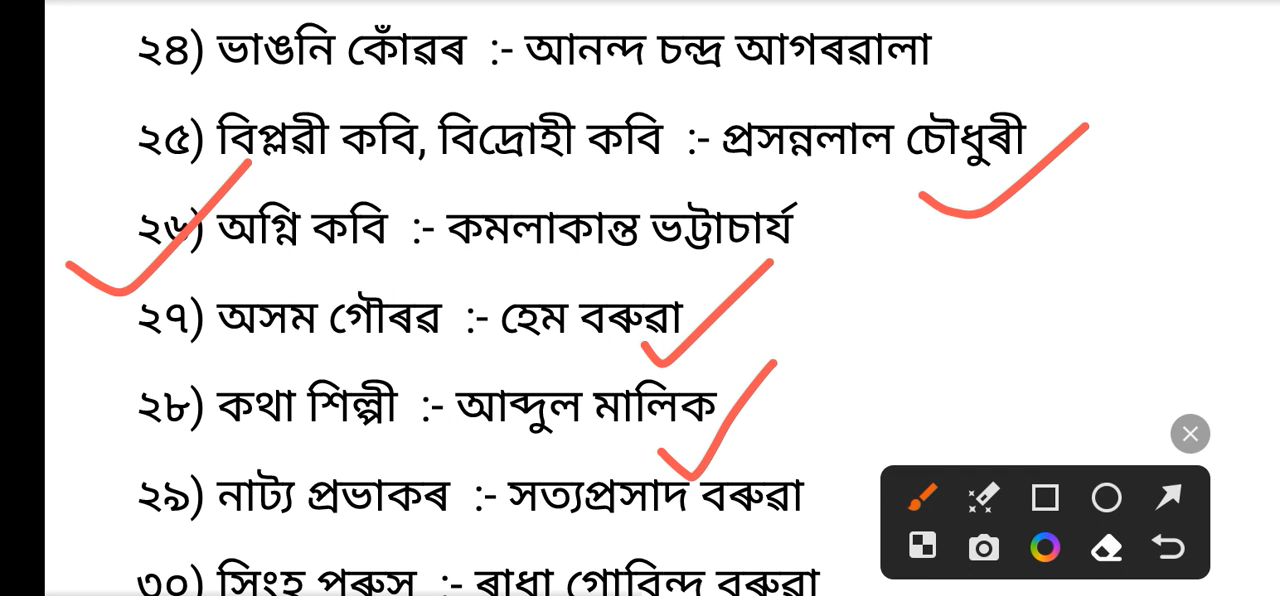 ২৪) ভাঙনি কোঁৱৰ :- আনন্দ চন্দ্ৰ আগৰৱালা
২৫) বিপ্লৱী কবি, বিদ্ৰোহী কবি :- প্ৰসন্নলাল চৌধুৰী
২৬) অগ্নি কবি :- কমলাকান্ত ভট্টাচাৰ্য
২৭) অসম গৌৰৱ :- হেম বৰুৱা
২৮) কথা শিল্পী :- আব্দুল মালিক
২৯) নাট্য প্ৰভাকৰ :- সত্যপ্ৰসাদ বৰুৱা
৩০) সিংহ পৰুস :- ৰাধা গোবিন্দ বৰুৱা